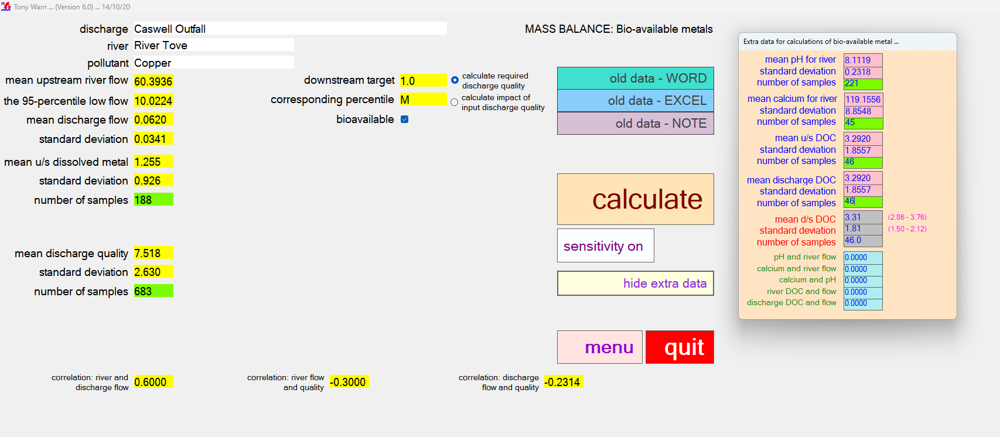 Tony Warn ... (Version 6.0) ... 14/10/20
discharge Caswell Outfall
river River Tove
pollutant Copper
mean upstream river flow 60.3936
the 95-percentile low flow 10.0224
mean discharge flow 0.0620
standard deviation 0.0341
mean u/s dissolved metal 1.255
standard deviation 0.926
number of samples 188
mean discharge quality 7.518
standard deviation 2.630
number of samples 683
downstream target 1.0
corresponding percentile M
bioavailable
calculate required
discharge quality
calculate impact of
input discharge quality
MASS BALANCE: Bio-available metals
old data - WORD
old data - EXCEL
old data - NOTE
calculate
sensitivity on
hide extra data
menu
quit
correlation: river and
discharge flow 0.6000
correlation: river flow
and quality -0.3000
correlation: discharge
flow and quality -0.2314
Extra data for calculations of bio-available metal ...
mean pH for river 8.1119
standard deviation 0.2318
number of samples 221
mean calcium for river 119.1556
standard deviation 8.8548
number of samples 45
mean u/s DOC 3.2920
standard deviation 1.8557
number of samples 46
mean discharge DOC 3.2920
standard deviation 1.8557
number of samples 46
mean d/s DOC 3.31 (2.86 - 3.76)
standard deviation 1.81 (1.50 - 2.12)
number of samples 46.0
pH and river flow 0.0000
calcium and river flow 0.0000
calcium and pH 0.0000
river DOC and flow 0.0000
discharge DOC and flow 0.0000